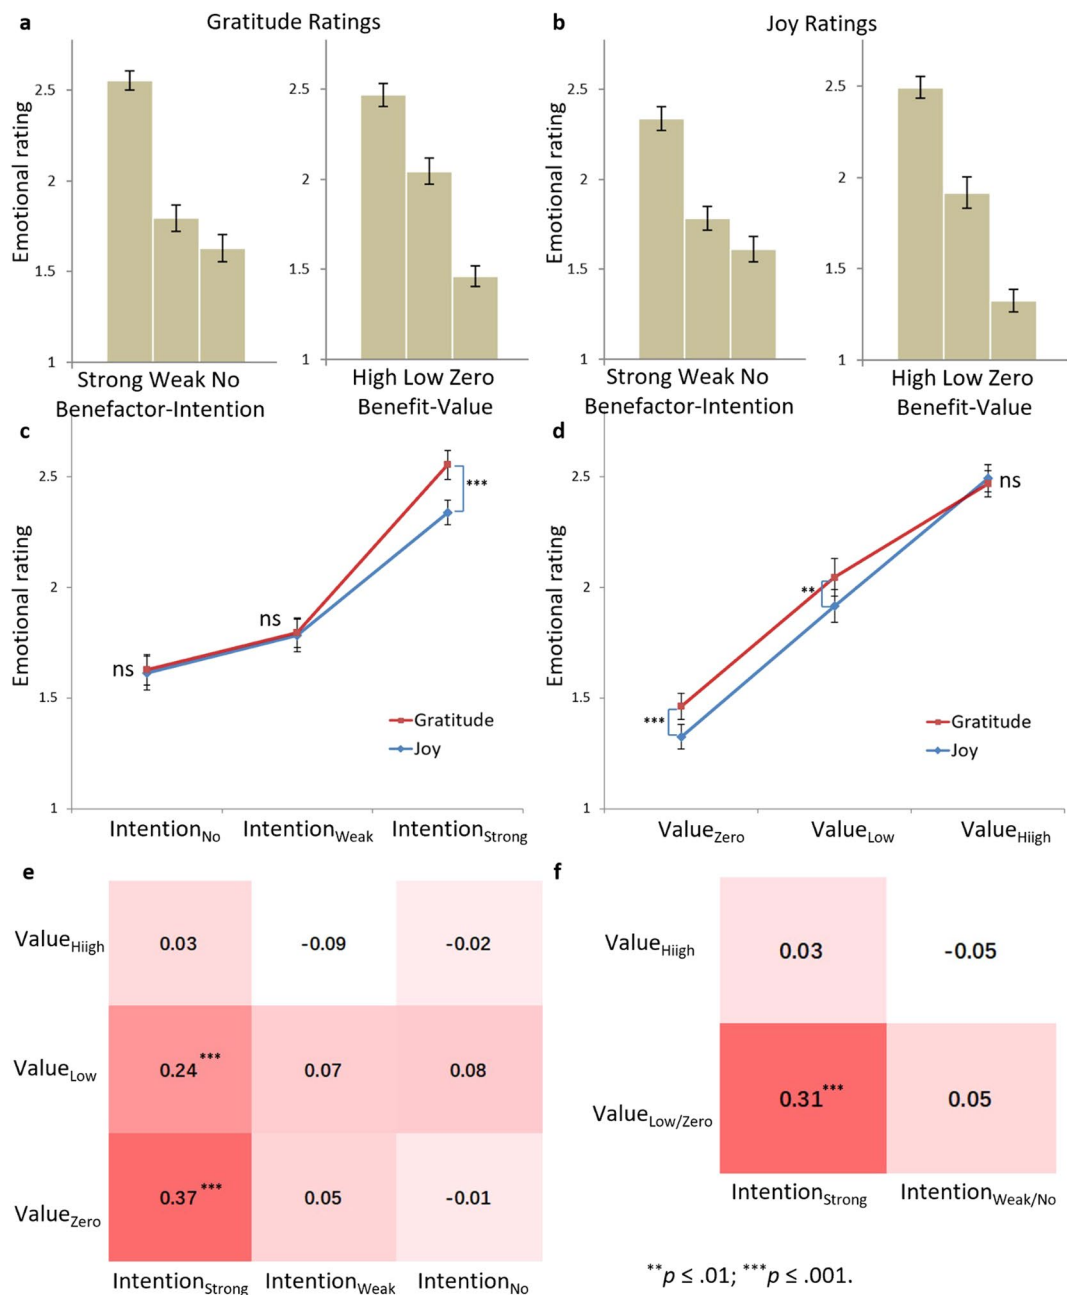 a Gratitude Ratings
Emotional rating
2.5
2
1.5
1
Strong Weak No
Benefactor-Intention
2.5
2
1.5
1
High Low Zero
Benefit-Value
b Joy Ratings
Emotional rating
2.5
2
1.5
1
Strong Weak No
Benefactor-Intention
2.5
2
1.5
1
High Low Zero
Benefit-Value
c
Emotional rating
2.5
2
1.5
1
***
ns
ns
Gratitude
Joy
IntentionNo IntentionWeak IntentionStrong
d
Emotional rating
2.5
2
1.5
1
ns
**
***
Gratitude
Joy
ValueZero ValueLow ValueHiigh
e
ValueHiigh 0.03 -0.09 -0.02
ValueLow 0.24*** 0.07 0.08
ValueZero 0.37*** 0.05 -0.01
IntentionStrong IntentionWeak IntentionNo
f
ValueHiigh 0.03 -0.05
ValueLow/Zero 0.31*** 0.05
IntentionStrong IntentionWeak/No
**p ≤ .01; ***p ≤ .001.